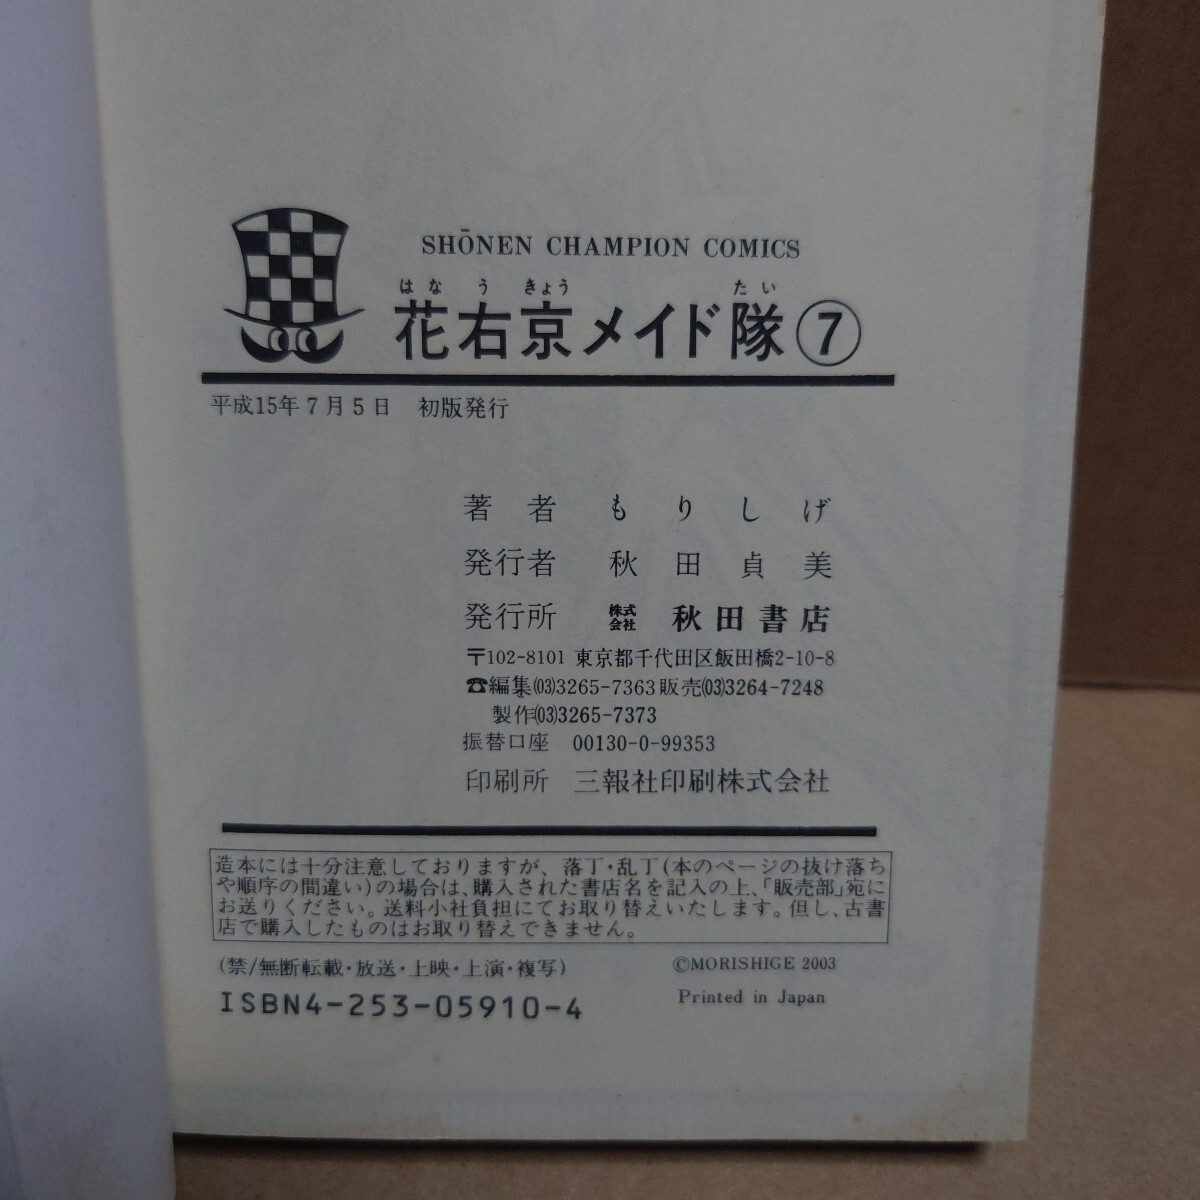 SHŌNEN CHAMPION COMICS
はなうきょう たい
花右京メイド隊⑦
平成15年7月5日 初版発行
著者 もりしげ
発行者 秋田貞美
発行所 株式会社 秋田書店
〒102-8101 東京都千代田区飯田橋2-10-8
☎編集(03)3265-7363 販売(03)3264-7248
製作(03)3265-7373
振替口座 00130-0-99353
印刷所 三報社印刷株式会社
造本には十分注意しておりますが、落丁・乱丁(本のページの抜け落ち
や順序の間違い)の場合は、購入された書店名を記入の上、「販売部」宛に
お送りください。送料小社負担にてお取り替えいたします。但し、古書
店で購入したものはお取り替えできません。
(禁/無断転載・放送・上映・上演・複写)
©MORISHIGE 2003
ISBN4-253-05910-4
Printed in Japan